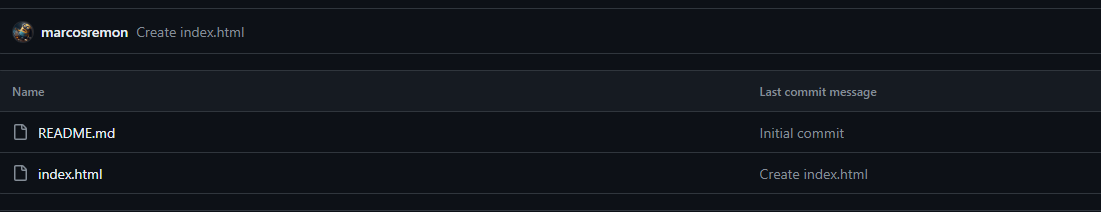 marcosremon Create index.html
Name Last commit message
README.md Initial commit
index.html Create index.html